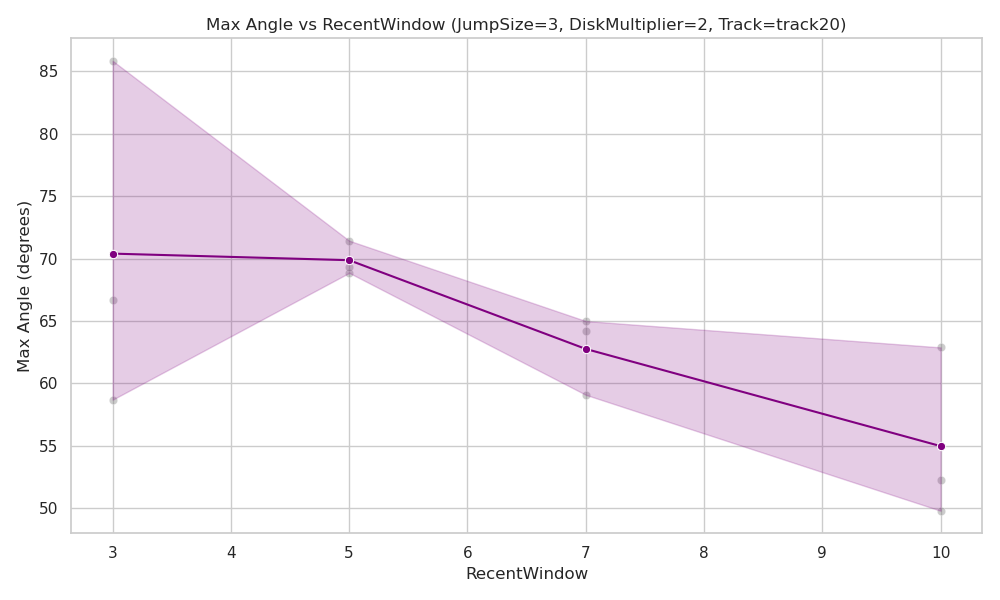 Max Angle vs RecentWindow (JumpSize=3, DiskMultiplier=2, Track=track20)
Max Angle (degrees)
85
80
75
70
65
60
55
50
3 4 5 6 7 8 9 10
RecentWindow